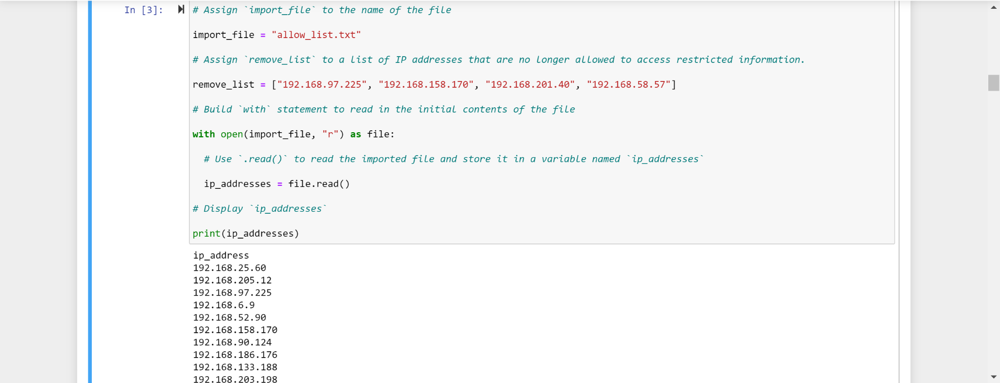 In [3]:
# Assign `import_file` to the name of the file
import_file = "allow_list.txt"
# Assign `remove_list` to a list of IP addresses that are no longer allowed to access restricted information.
remove_list = ["192.168.97.225", "192.168.158.170", "192.168.201.40", "192.168.58.57"]
# Build `with` statement to read in the initial contents of the file
with open(import_file, "r") as file:
  # Use `.read()` to read the imported file and store it in a variable named `ip_addresses`
  ip_addresses = file.read()
# Display `ip_addresses`
print(ip_addresses)
ip_address
192.168.25.60
192.168.205.12
192.168.97.225
192.168.6.9
192.168.52.90
192.168.158.170
192.168.90.124
192.168.186.176
192.168.133.188
192.168.203.198